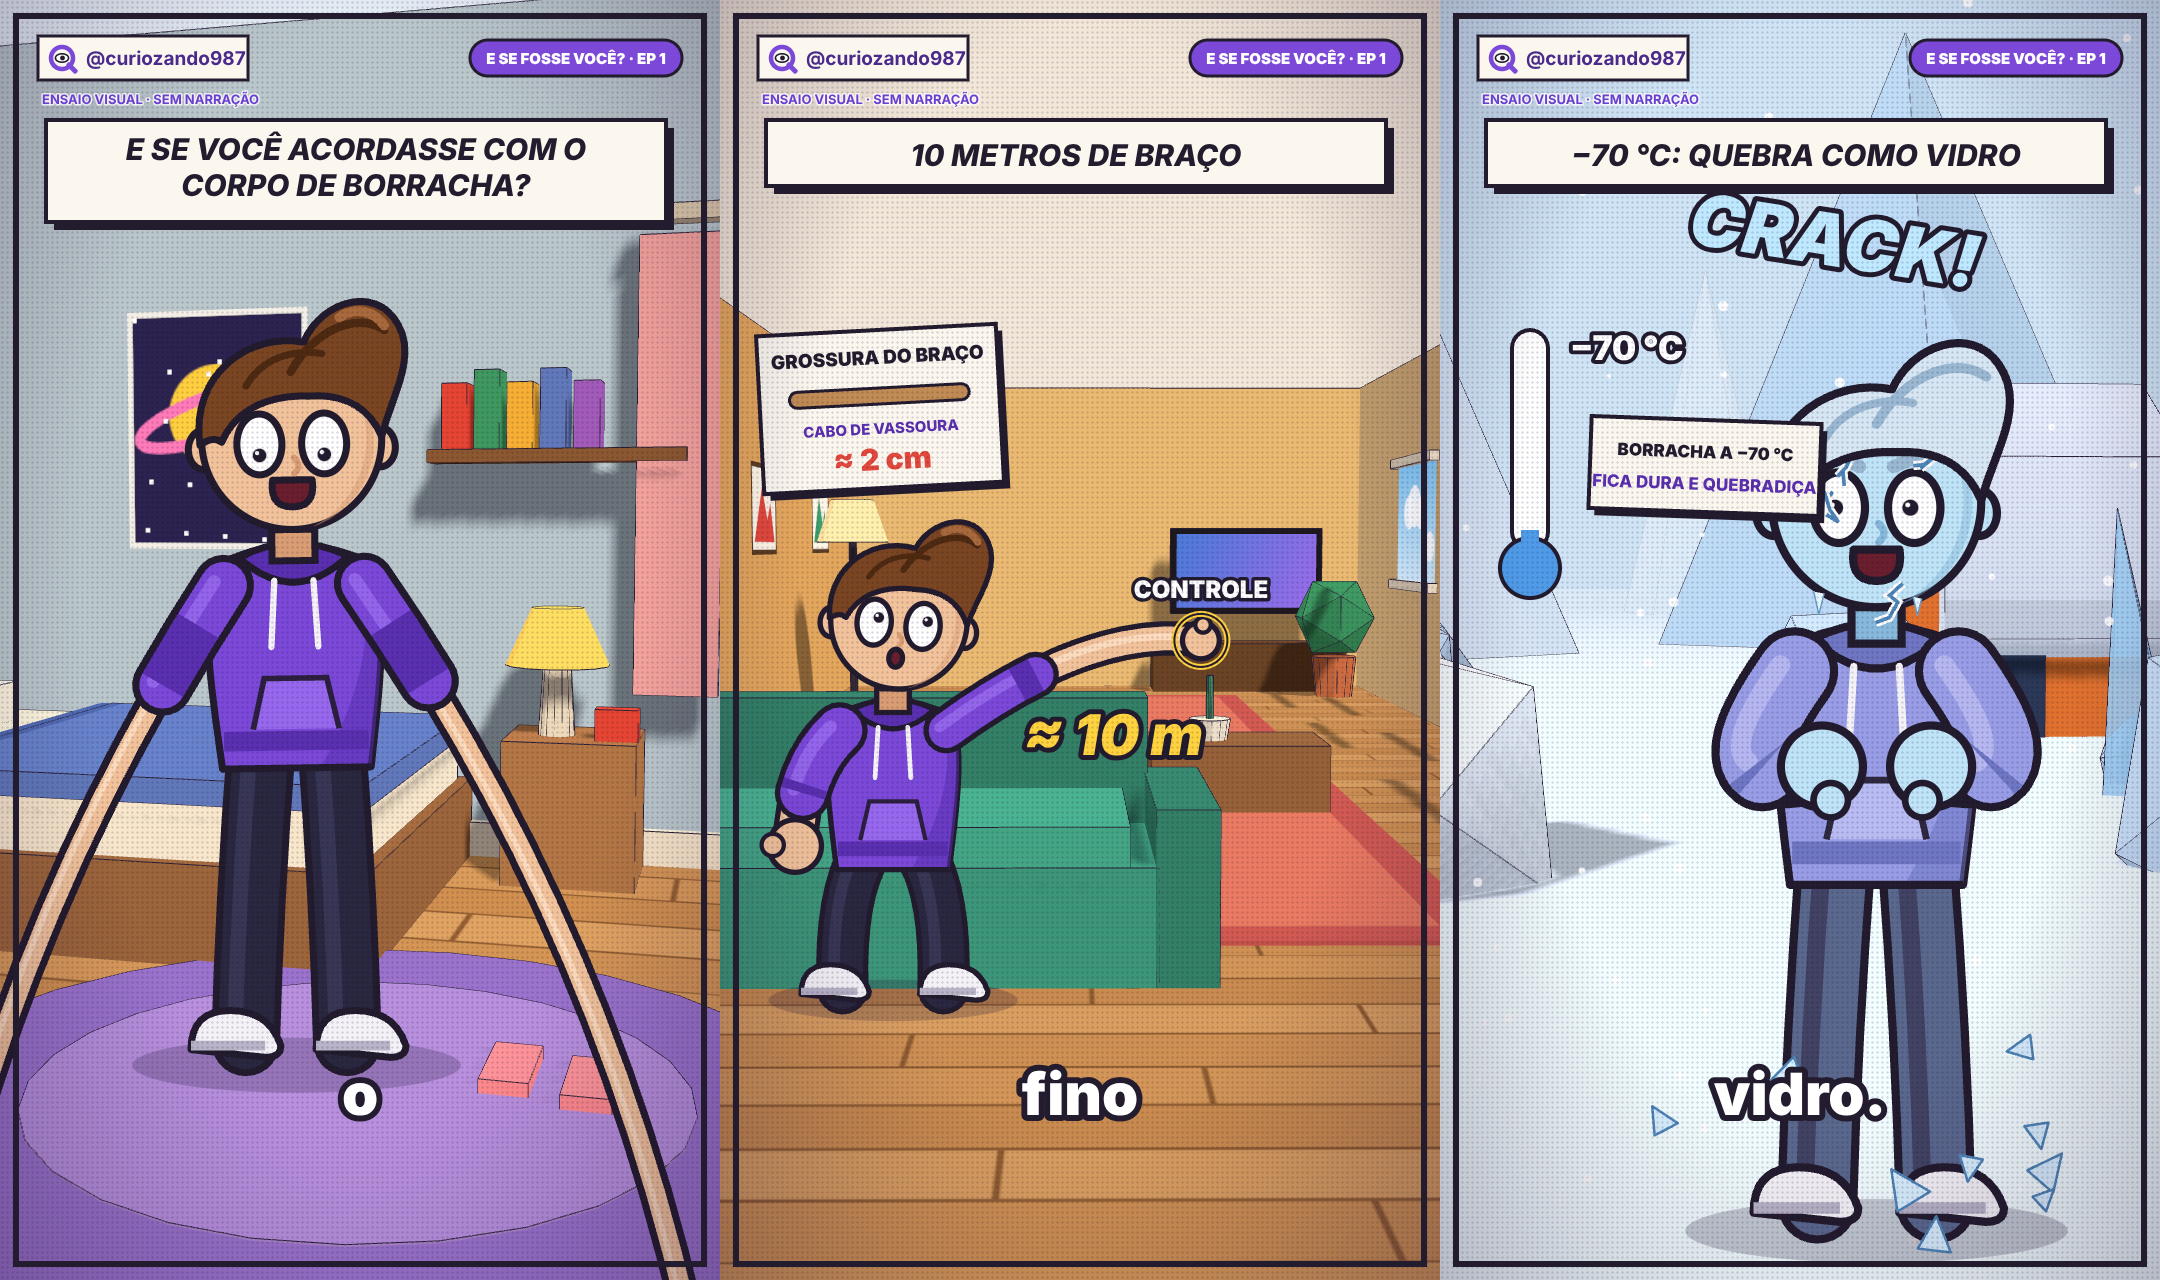 @curiozando987
E SE FOSSE VOCÊ? · EP 1
ENSAIO VISUAL · SEM NARRAÇÃO
E SE VOCÊ ACORDASSE COM O
CORPO DE BORRACHA?
o
@curiozando987
E SE FOSSE VOCÊ? · EP 1
ENSAIO VISUAL · SEM NARRAÇÃO
10 METROS DE BRAÇO
GROSSURA DO BRAÇO
CABO DE VASSOURA
≈ 2 cm
CONTROLE
≈ 10 m
fino
@curiozando987
E SE FOSSE VOCÊ? · EP 1
ENSAIO VISUAL · SEM NARRAÇÃO
−70 °C: QUEBRA COMO VIDRO
CRACK!
−70 °C
BORRACHA A −70 °C
FICA DURA E QUEBRADIÇA
vidro.